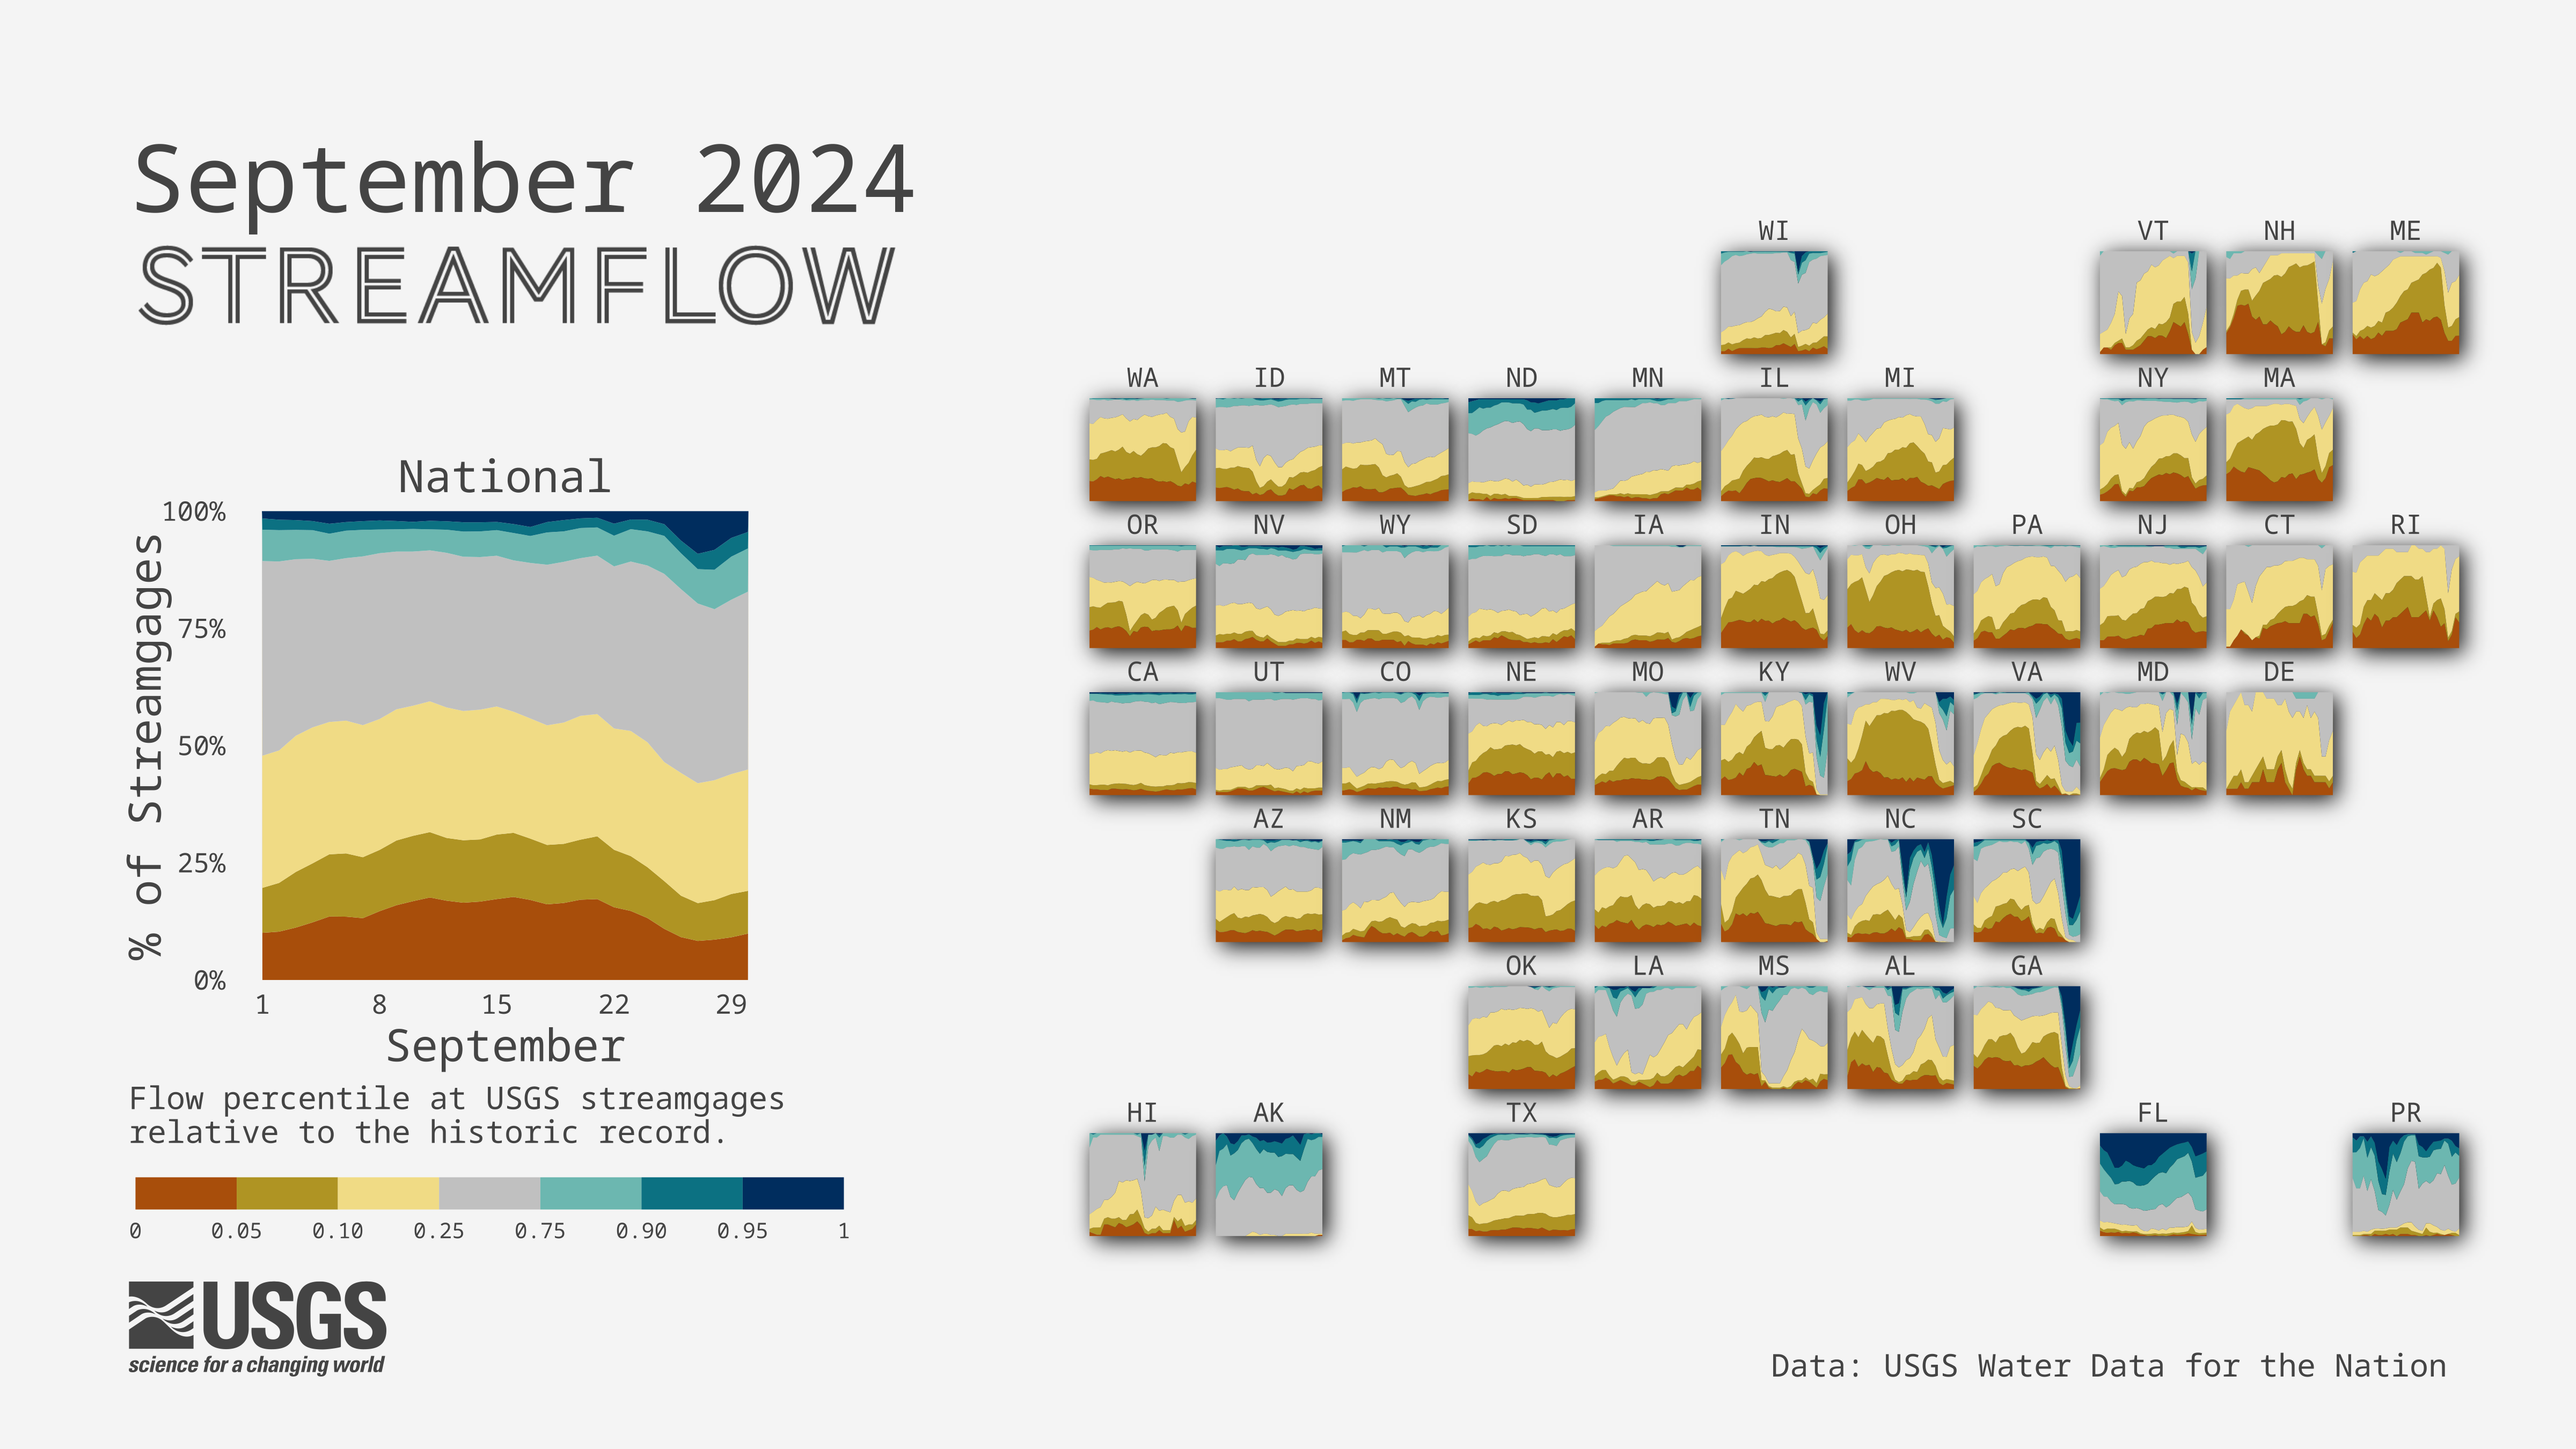 September 2024
STREAMFLOW
National
100%
75%
50%
25%
0%
% of Streamgages
1 8 15 22 29
September
Flow percentile at USGS streamgages
relative to the historic record.
0 0.05 0.10 0.25 0.75 0.90 0.95 1
USGS
science for a changing world
WI VT NH ME
WA ID MT ND MN IL MI NY MA
OR NV WY SD IA IN OH PA NJ CT RI
CA UT CO NE MO KY WV VA MD DE
AZ NM KS AR TN NC SC
OK LA MS AL GA
HI AK TX FL PR
Data: USGS Water Data for the Nation